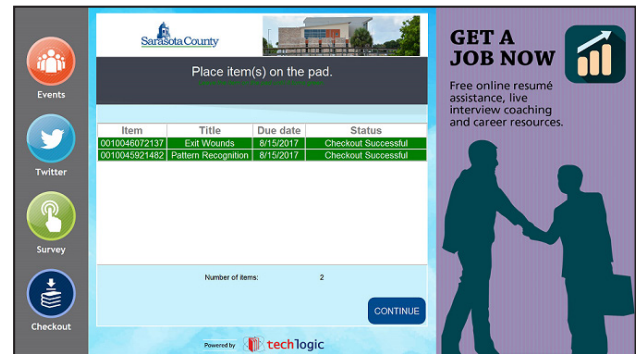 Events
Twitter
Survey
Checkout
Sarasota County
Place item(s) on the pad.
Item Title Due date Status
0010046072137 Exit Wounds 8/15/2017 Checkout Successful
0010045921482 Pattern Recognition 8/15/2017 Checkout Successful
Number of items: 2
CONTINUE
Powered by techlogic
GET A
JOB NOW
Free online resumé
assistance, live
interview coaching
and career resources.